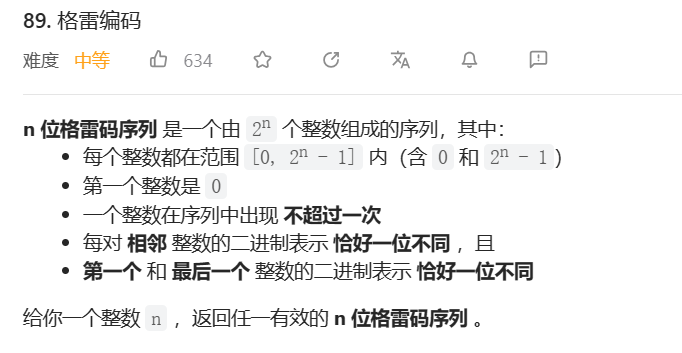 89. 格雷编码
难度 中等 634
n 位格雷码序列 是一个由 2ⁿ 个整数组成的序列，其中：
• 每个整数都在范围 [0, 2ⁿ - 1] 内（含 0 和 2ⁿ - 1）
• 第一个整数是 0
• 一个整数在序列中出现 不超过一次
• 每对 相邻 整数的二进制表示 恰好一位不同 ，且
• 第一个 和 最后一个 整数的二进制表示 恰好一位不同
给你一个整数 n ，返回任一有效的 n 位格雷码序列 。